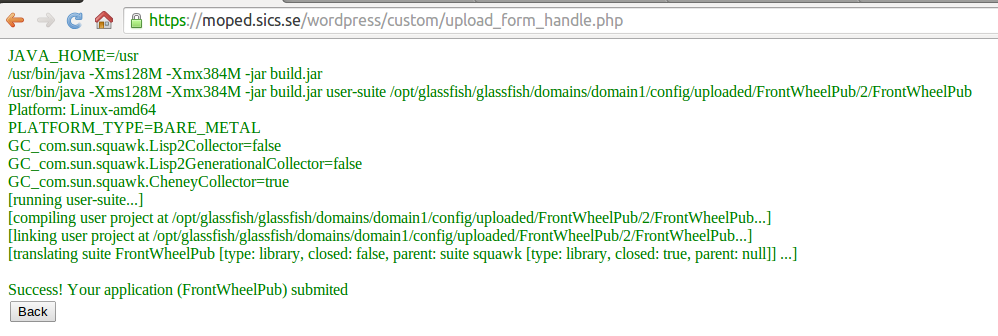 https://moped.sics.se/wordpress/custom/upload_form_handle.php
JAVA_HOME=/usr
/usr/bin/java -Xms128M -Xmx384M -jar build.jar
/usr/bin/java -Xms128M -Xmx384M -jar build.jar user-suite /opt/glassfish/glassfish/domains/domain1/config/uploaded/FrontWheelPub/2/FrontWheelPub
Platform: Linux-amd64
PLATFORM_TYPE=BARE_METAL
GC_com.sun.squawk.Lisp2Collector=false
GC_com.sun.squawk.Lisp2GenerationalCollector=false
GC_com.sun.squawk.CheneyCollector=true
[running user-suite...]
[compiling user project at /opt/glassfish/glassfish/domains/domain1/config/uploaded/FrontWheelPub/2/FrontWheelPub...]
[linking user project at /opt/glassfish/glassfish/domains/domain1/config/uploaded/FrontWheelPub/2/FrontWheelPub...]
[translating suite FrontWheelPub [type: library, closed: false, parent: suite squawk [type: library, closed: true, parent: null]] ...]
Success! Your application (FrontWheelPub) submited
Back